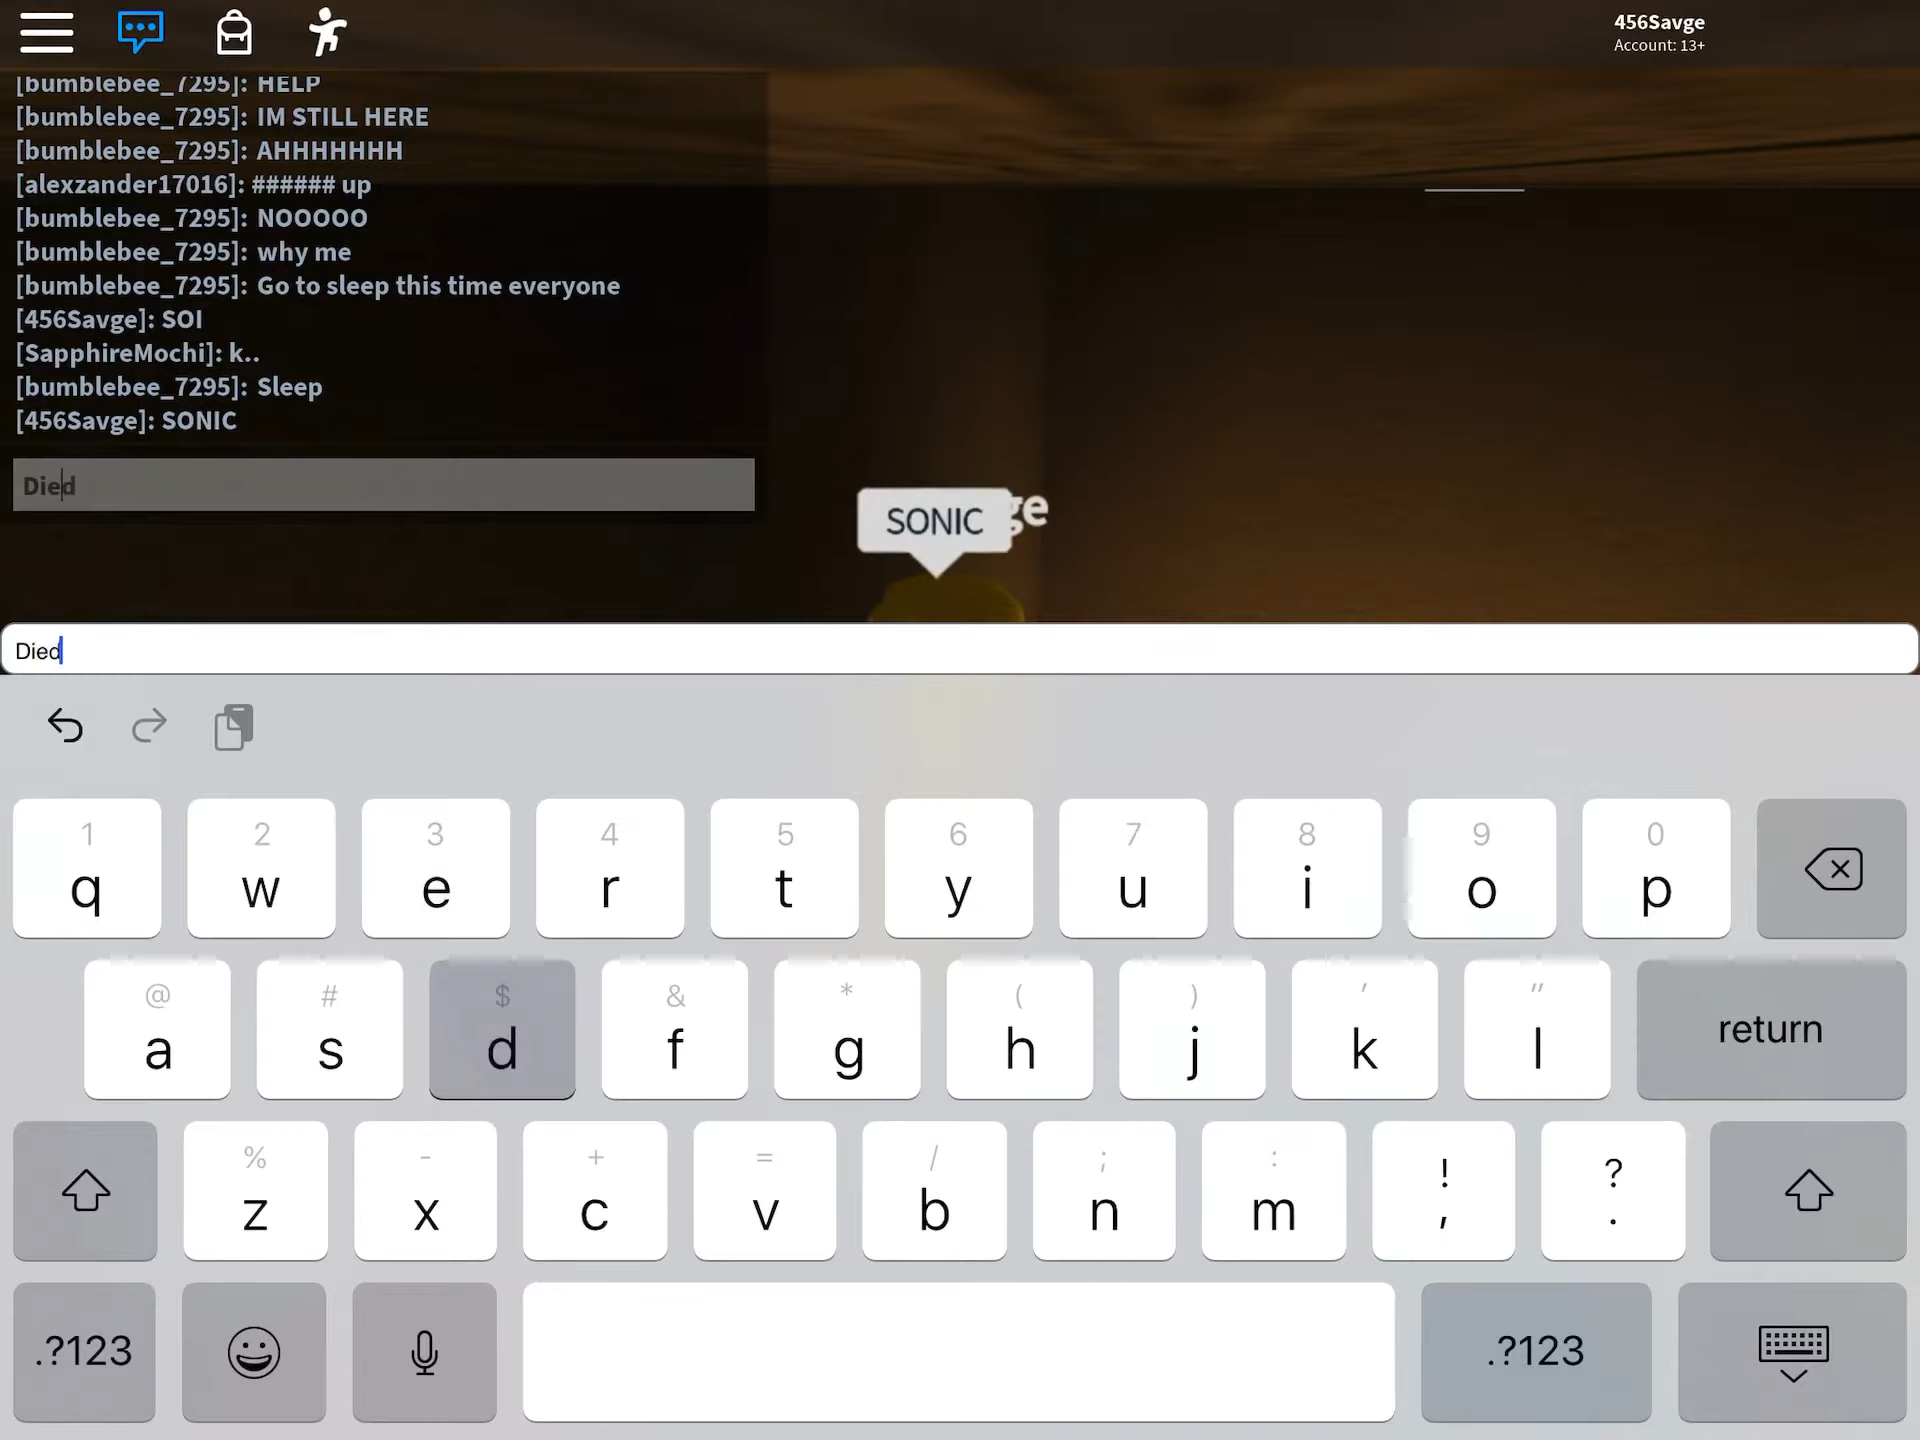 456Savge
Account: 13+
[bumblebee_7295]: HELP
[bumblebee_7295]: IM STILL HERE
[bumblebee_7295]: AHHHHHHH
[alexzander17016]: ###### up
[bumblebee_7295]: NOOOOO
[bumblebee_7295]: why me
[bumblebee_7295]: Go to sleep this time everyone
[456Savge]: SOI
[SapphireMochi]: k..
[bumblebee_7295]: Sleep
[456Savge]: SONIC
Died
SONIC ge
Died
1 2 3 4 5 6 7 8 9 0
q w e r t y u i o p
@ # $ & * ( ) ' "
a s d f g h j k l return
% - + = / ; : ! ?
z x c v b n m , .
.?123 .?123